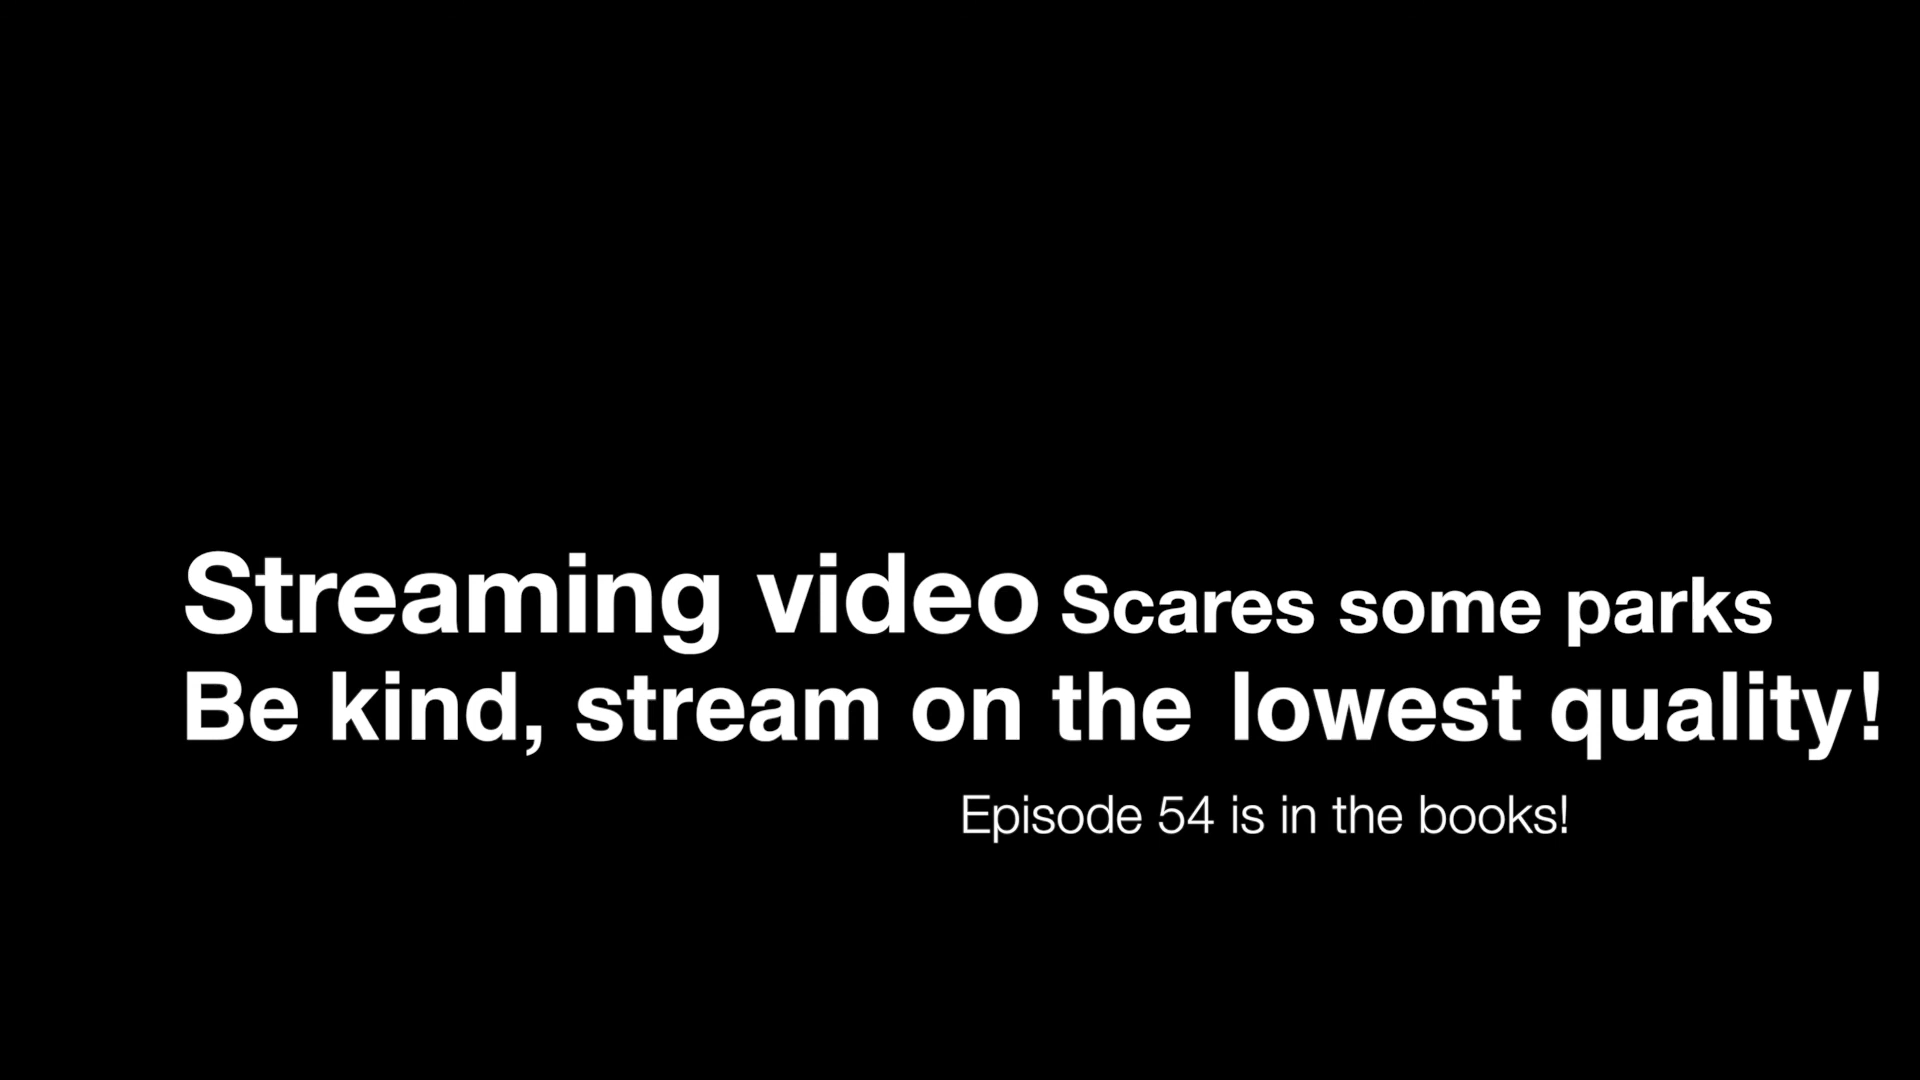 Streaming video Scares some parks
Be kind, stream on the lowest quality!
Episode 54 is in the books!